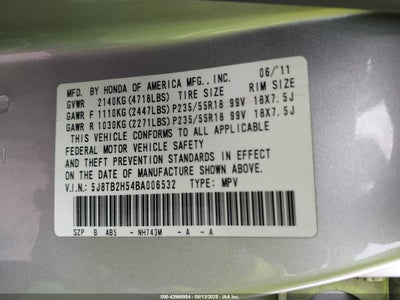 MFD. BY HONDA OF AMERICA MFG., INC. 06/'11
GVWR 2140KG (4718LBS) TIRE SIZE RIM SIZE
GAWR F 1110KG (2447LBS) P235/55R18 99V 18X7.5J
GAWR R 1030KG (2271LBS) P235/55R18 99V 18X7.5J
THIS VEHICLE CONFORMS TO ALL APPLICABLE
FEDERAL MOTOR VEHICLE SAFETY
AND THEFT PREVENTION STANDARDS IN EFFECT
ON THE DATE OF MANUFACTURE SHOWN ABOVE.
V.I.N.: 5J8TB2H54BA006532 TYPE: MPV
SZP B AB5 - NH743M - A - A
000-42968984 - 08/13/2025 - IAA Inc.